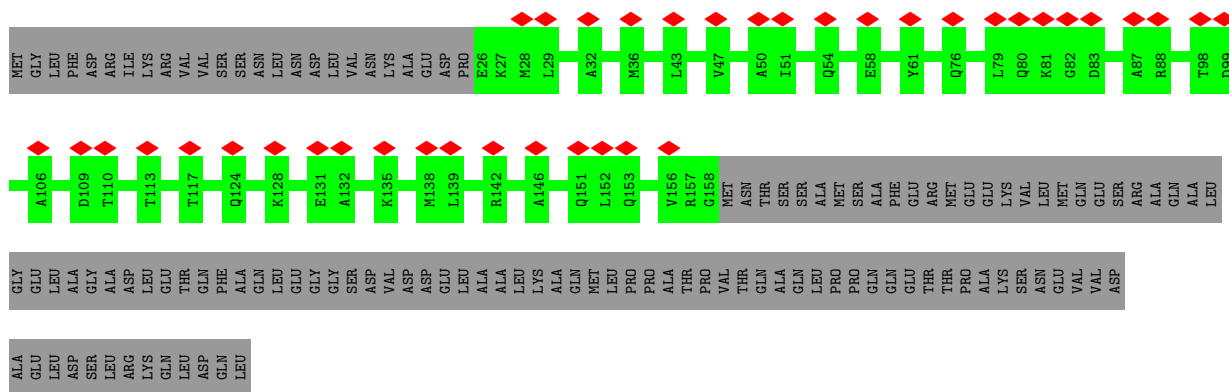 MET GLY LEU PHE ASP ARG ILE LYS ARG VAL VAL SER SER ASN LEU ASN ASP LEU VAL ASN LYS ALA GLU ASP PRO E26 K27 M28 L29 A32 M36 L43 V47 A50 I51 Q54 E58 Y61 Q76 L79 Q80 K81 G82 D83 A87 R88 T98 D99
A106 D109 T110 T113 T117 Q124 K128 E131 A132 K135 M138 L139 R142 A146 Q151 L152 Q153 V156 R157 G158 MET ASN THR SER SER ALA MET SER ALA PHE GLU ARG MET GLU GLU LYS VAL LEU MET GLN GLU SER ARG ALA GLN ALA LEU
GLY GLU LEU ALA GLY ALA ASP LEU GLU THR GLN PHE ALA GLN LEU GLU GLY GLY SER ASP VAL ASP ASP GLU LEU ALA ALA LEU LYS ALA GLN MET LEU PRO PRO ALA THR PRO VAL THR GLN ALA GLN LEU PRO PRO GLN GLN GLU THR THR PRO ALA LYS SER ASN GLU VAL VAL ASP
ALA GLU LEU ASP SER LEU ARG LYS GLN LEU ASP GLN LEU